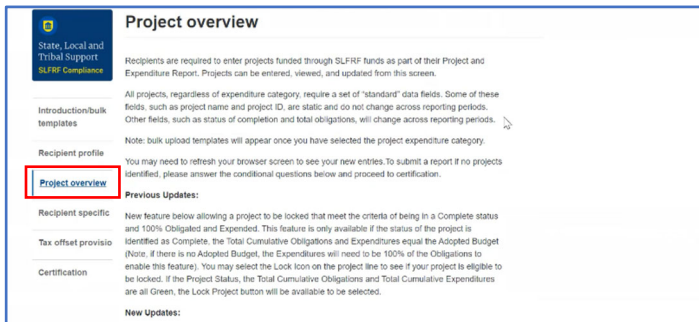 Project overview
State, Local and
Tribal Support
SLFRF Compliance
Introduction/bulk
templates
Recipient profile
Project overview
Recipient specific
Tax offset provisio
Certification
Recipients are required to enter projects funded through SLFRF funds as part of their Project and
Expenditure Report. Projects can be entered, viewed, and updated from this screen.
All projects, regardless of expenditure category, require a set of "standard" data fields. Some of these
fields, such as project name and project ID, are static and do not change across reporting periods.
Other fields, such as status of completion and total obligations, will change across reporting periods.
Note: bulk upload templates will appear once you have selected the project expenditure category.
You may need to refresh your browser screen to see your new entries.To submit a report if no projects
identified, please answer the conditional questions below and proceed to certification.
Previous Updates:
New feature below allowing a project to be locked that meet the criteria of being in a Complete status
and 100% Obligated and Expended. This feature is only available if the status of the project is
identified as Complete, the Total Cumulative Obligations and Expenditures equal the Adopted Budget
(Note, if there is no Adopted Budget, the Expenditures will need to be 100% of the Obligations to
enable this feature). You may select the Lock Icon on the project line to see if your project is eligible to
be locked. If the Project Status, the Total Cumulative Obligations and Total Cumulative Expenditures
are all Green, the Lock Project button will be available to be selected.
New Updates: